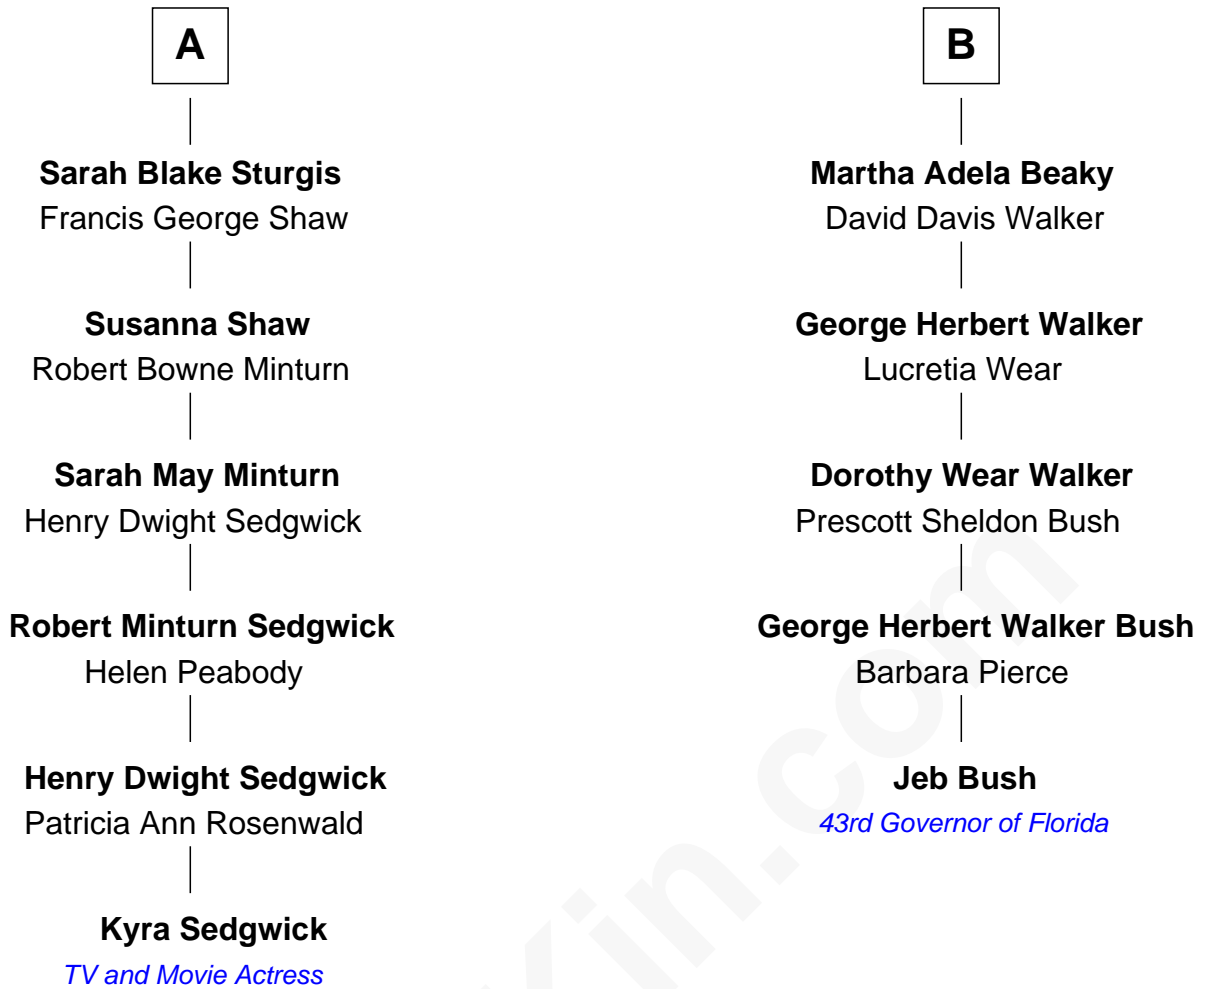 A
Sarah Blake Sturgis
Francis George Shaw
Susanna Shaw
Robert Bowne Minturn
Sarah May Minturn
Henry Dwight Sedgwick
Robert Minturn Sedgwick
Helen Peabody
Henry Dwight Sedgwick
Patricia Ann Rosenwald
Kyra Sedgwick
TV and Movie Actress
B
Martha Adela Beaky
David Davis Walker
George Herbert Walker
Lucretia Wear
Dorothy Wear Walker
Prescott Sheldon Bush
George Herbert Walker Bush
Barbara Pierce
Jeb Bush
43rd Governor of Florida
Kin.com